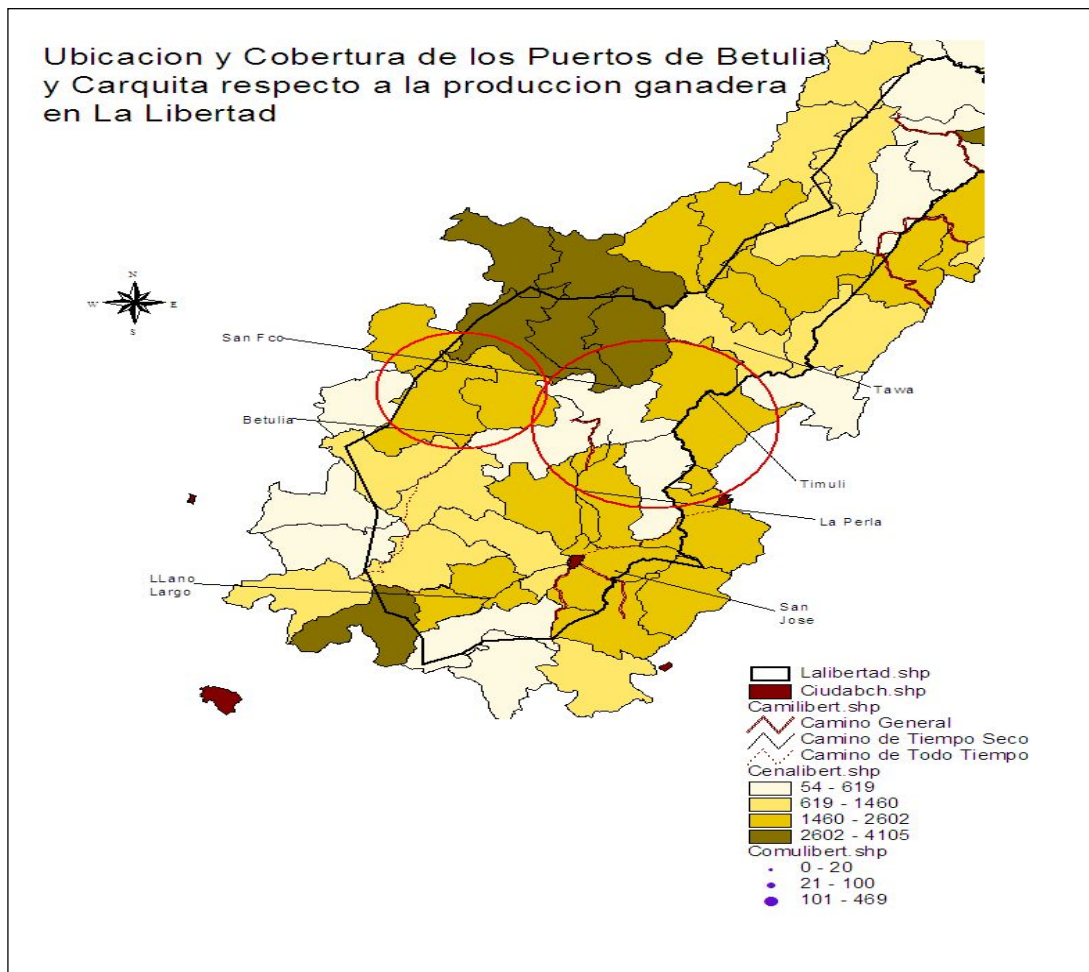 Ubicacion y Cobertura de los Puertos de Betulia
y Carquita respecto a la produccion ganadera
en La Libertad
N
W E
S
San Fco
Tawa
Betulia
Timuli
La Perla
LLano
Largo
San
Jose
Lalibertad.shp
Ciudabch.shp
Camilibert.shp
Camino General
Camino de Tiempo Seco
Camino de Todo Tiempo
Cenalibert.shp
54 - 619
619 - 1460
1460 - 2602
2602 - 4105
Comulibert.shp
0 - 20
21 - 100
101 - 469